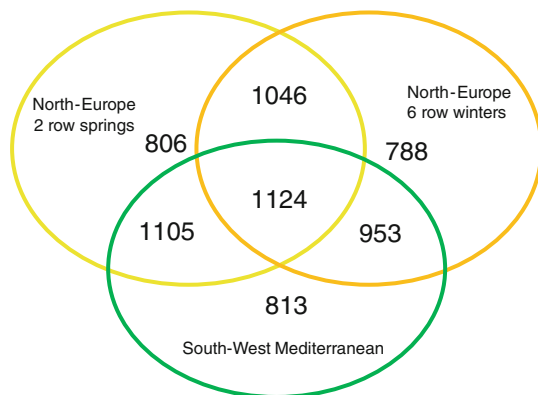 1046
North-Europe
2 row springs
North-Europe
6 row winters
806
788
1124
1105
953
813
South-West Mediterranean